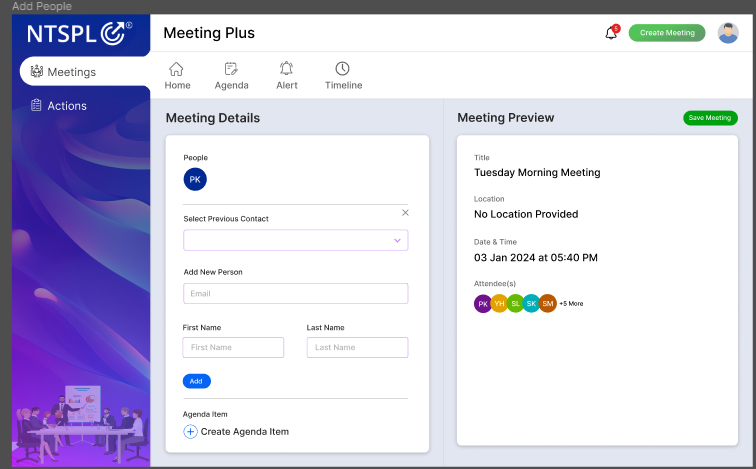 Add People
NTSPL ®
Meeting Plus
5
Create Meeting
Meetings
Actions
Home
Agenda
Alert
Timeline
Meeting Details
People
PK
Select Previous Contact
Add New Person
Email
First Name
Last Name
First Name
Last Name
Add
Agenda Item
Create Agenda Item
Meeting Preview
Save Meeting
Title
Tuesday Morning Meeting
Location
No Location Provided
Date & Time
03 Jan 2024 at 05:40 PM
Attendee(s)
PK YH SL SK SM +5 More